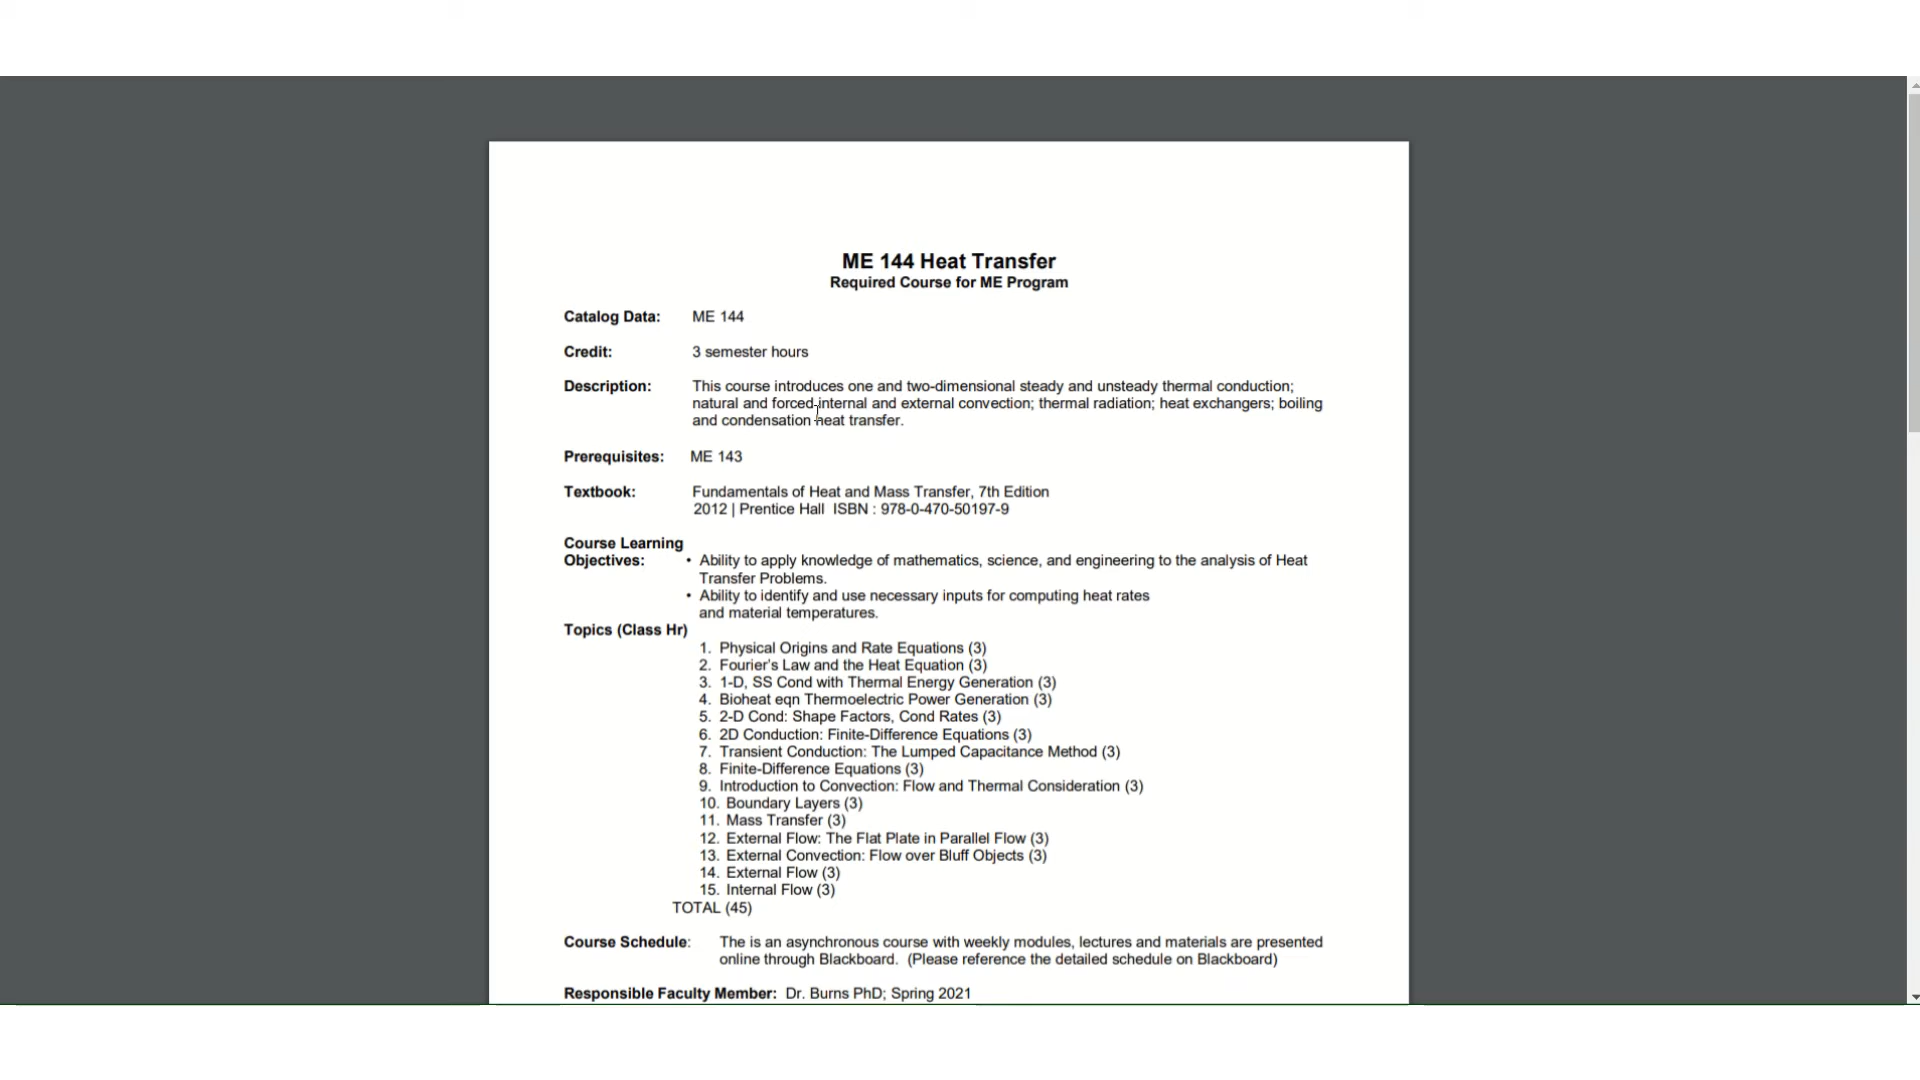 ME 144 Heat Transfer
Required Course for ME Program
Catalog Data: ME 144
Credit: 3 semester hours
Description: This course introduces one and two-dimensional steady and unsteady thermal conduction;
natural and forced internal and external convection; thermal radiation; heat exchangers; boiling
and condensation heat transfer.
Prerequisites: ME 143
Textbook: Fundamentals of Heat and Mass Transfer, 7th Edition
2012 | Prentice Hall ISBN : 978-0-470-50197-9
Course Learning
Objectives: • Ability to apply knowledge of mathematics, science, and engineering to the analysis of Heat
Transfer Problems.
• Ability to identify and use necessary inputs for computing heat rates
and material temperatures.
Topics (Class Hr)
1. Physical Origins and Rate Equations (3)
2. Fourier's Law and the Heat Equation (3)
3. 1-D, SS Cond with Thermal Energy Generation (3)
4. Bioheat eqn Thermoelectric Power Generation (3)
5. 2-D Cond: Shape Factors, Cond Rates (3)
6. 2D Conduction: Finite-Difference Equations (3)
7. Transient Conduction: The Lumped Capacitance Method (3)
8. Finite-Difference Equations (3)
9. Introduction to Convection: Flow and Thermal Consideration (3)
10. Boundary Layers (3)
11. Mass Transfer (3)
12. External Flow: The Flat Plate in Parallel Flow (3)
13. External Convection: Flow over Bluff Objects (3)
14. External Flow (3)
15. Internal Flow (3)
TOTAL (45)
Course Schedule: The is an asynchronous course with weekly modules, lectures and materials are presented
online through Blackboard. (Please reference the detailed schedule on Blackboard)
Responsible Faculty Member: Dr. Burns PhD; Spring 2021